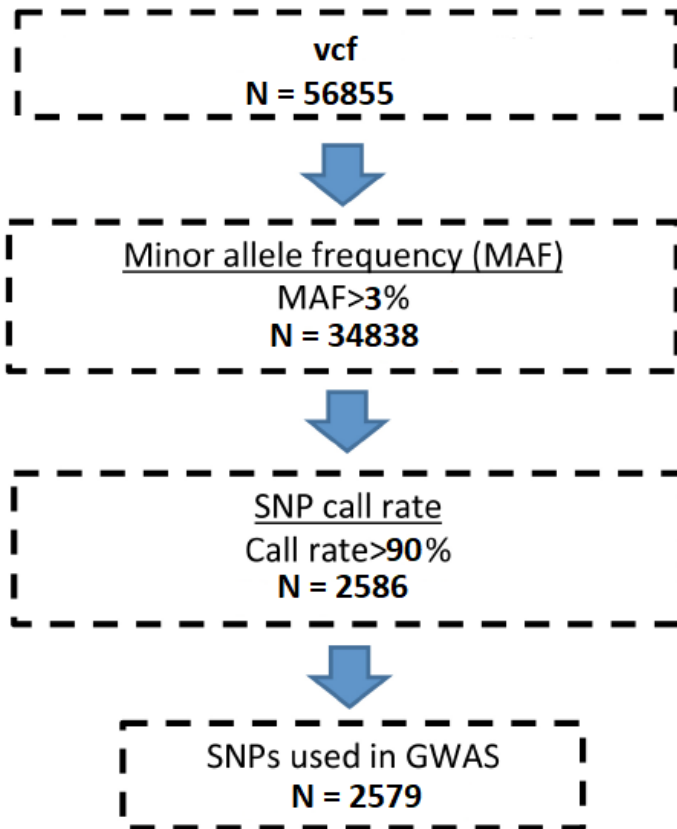 vcf
N = 56855
Minor allele frequency (MAF)
MAF>3%
N = 34838
SNP call rate
Call rate>90%
N = 2586
SNPs used in GWAS
N = 2579